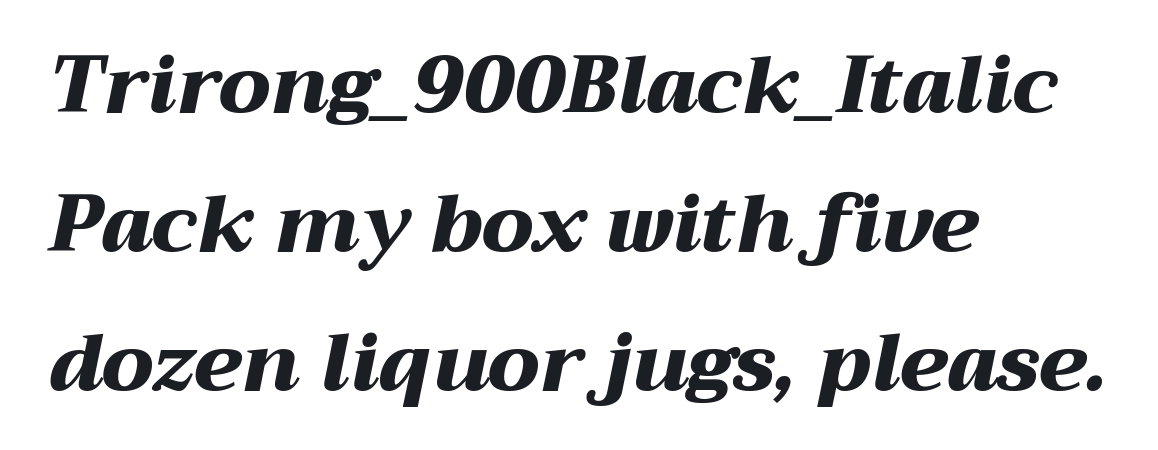 Trirong_900Black_Italic
Pack my box with five
dozen liquor jugs, please.